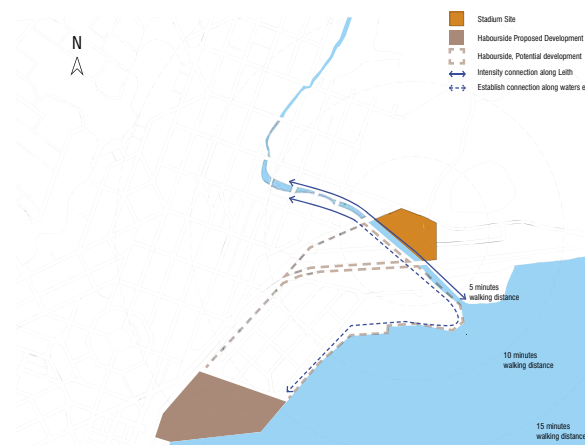 N
Stadium Site
Habourside Proposed Development
Habourside, Potential development
Intensity connection along Leith
Establish connection along waters e
5 minutes
walking distance
10 minutes
walking distance
15 minutes
walking distance